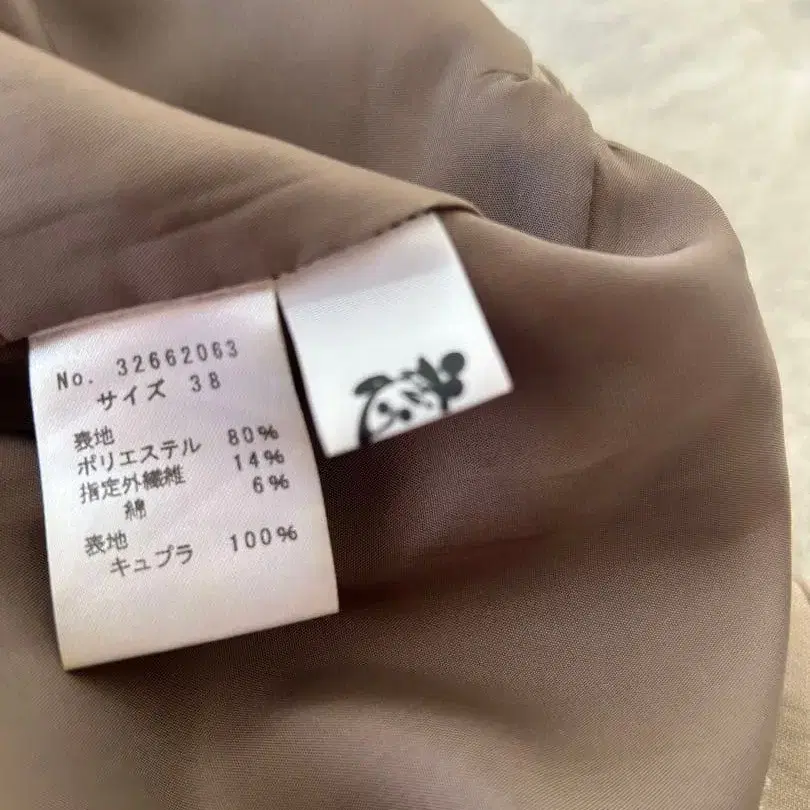 No. 32662063
サイズ 38
表地
ポリエステル 80%
指定外繊維 14%
綿 6%
表地
キュプラ 100%